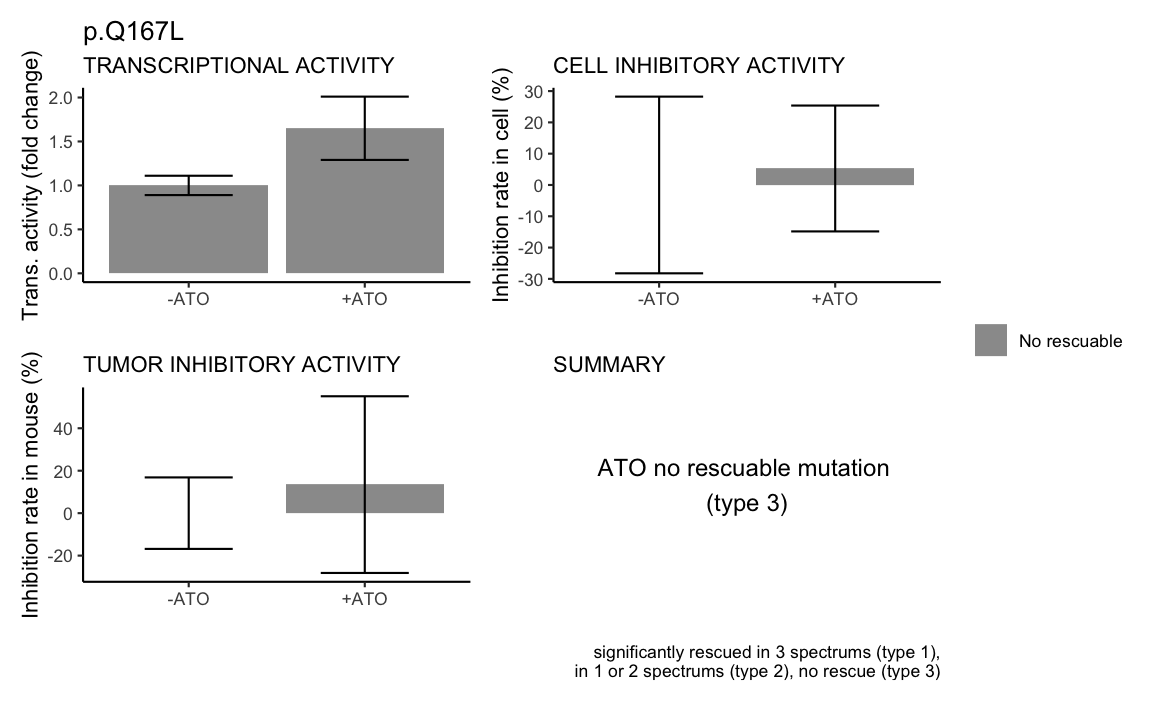 p.Q167L
TRANSCRIPTIONAL ACTIVITY
Trans. activity (fold change)
2.0
1.5
1.0
0.5
0.0
-ATO
+ATO
CELL INHIBITORY ACTIVITY
Inhibition rate in cell (%)
30
20
10
0
-10
-20
-30
-ATO
+ATO
No rescuable
TUMOR INHIBITORY ACTIVITY
Inhibition rate in mouse (%)
40
20
0
-20
-ATO
+ATO
SUMMARY
ATO no rescuable mutation
(type 3)
significantly rescued in 3 spectrums (type 1),
in 1 or 2 spectrums (type 2), no rescue (type 3)